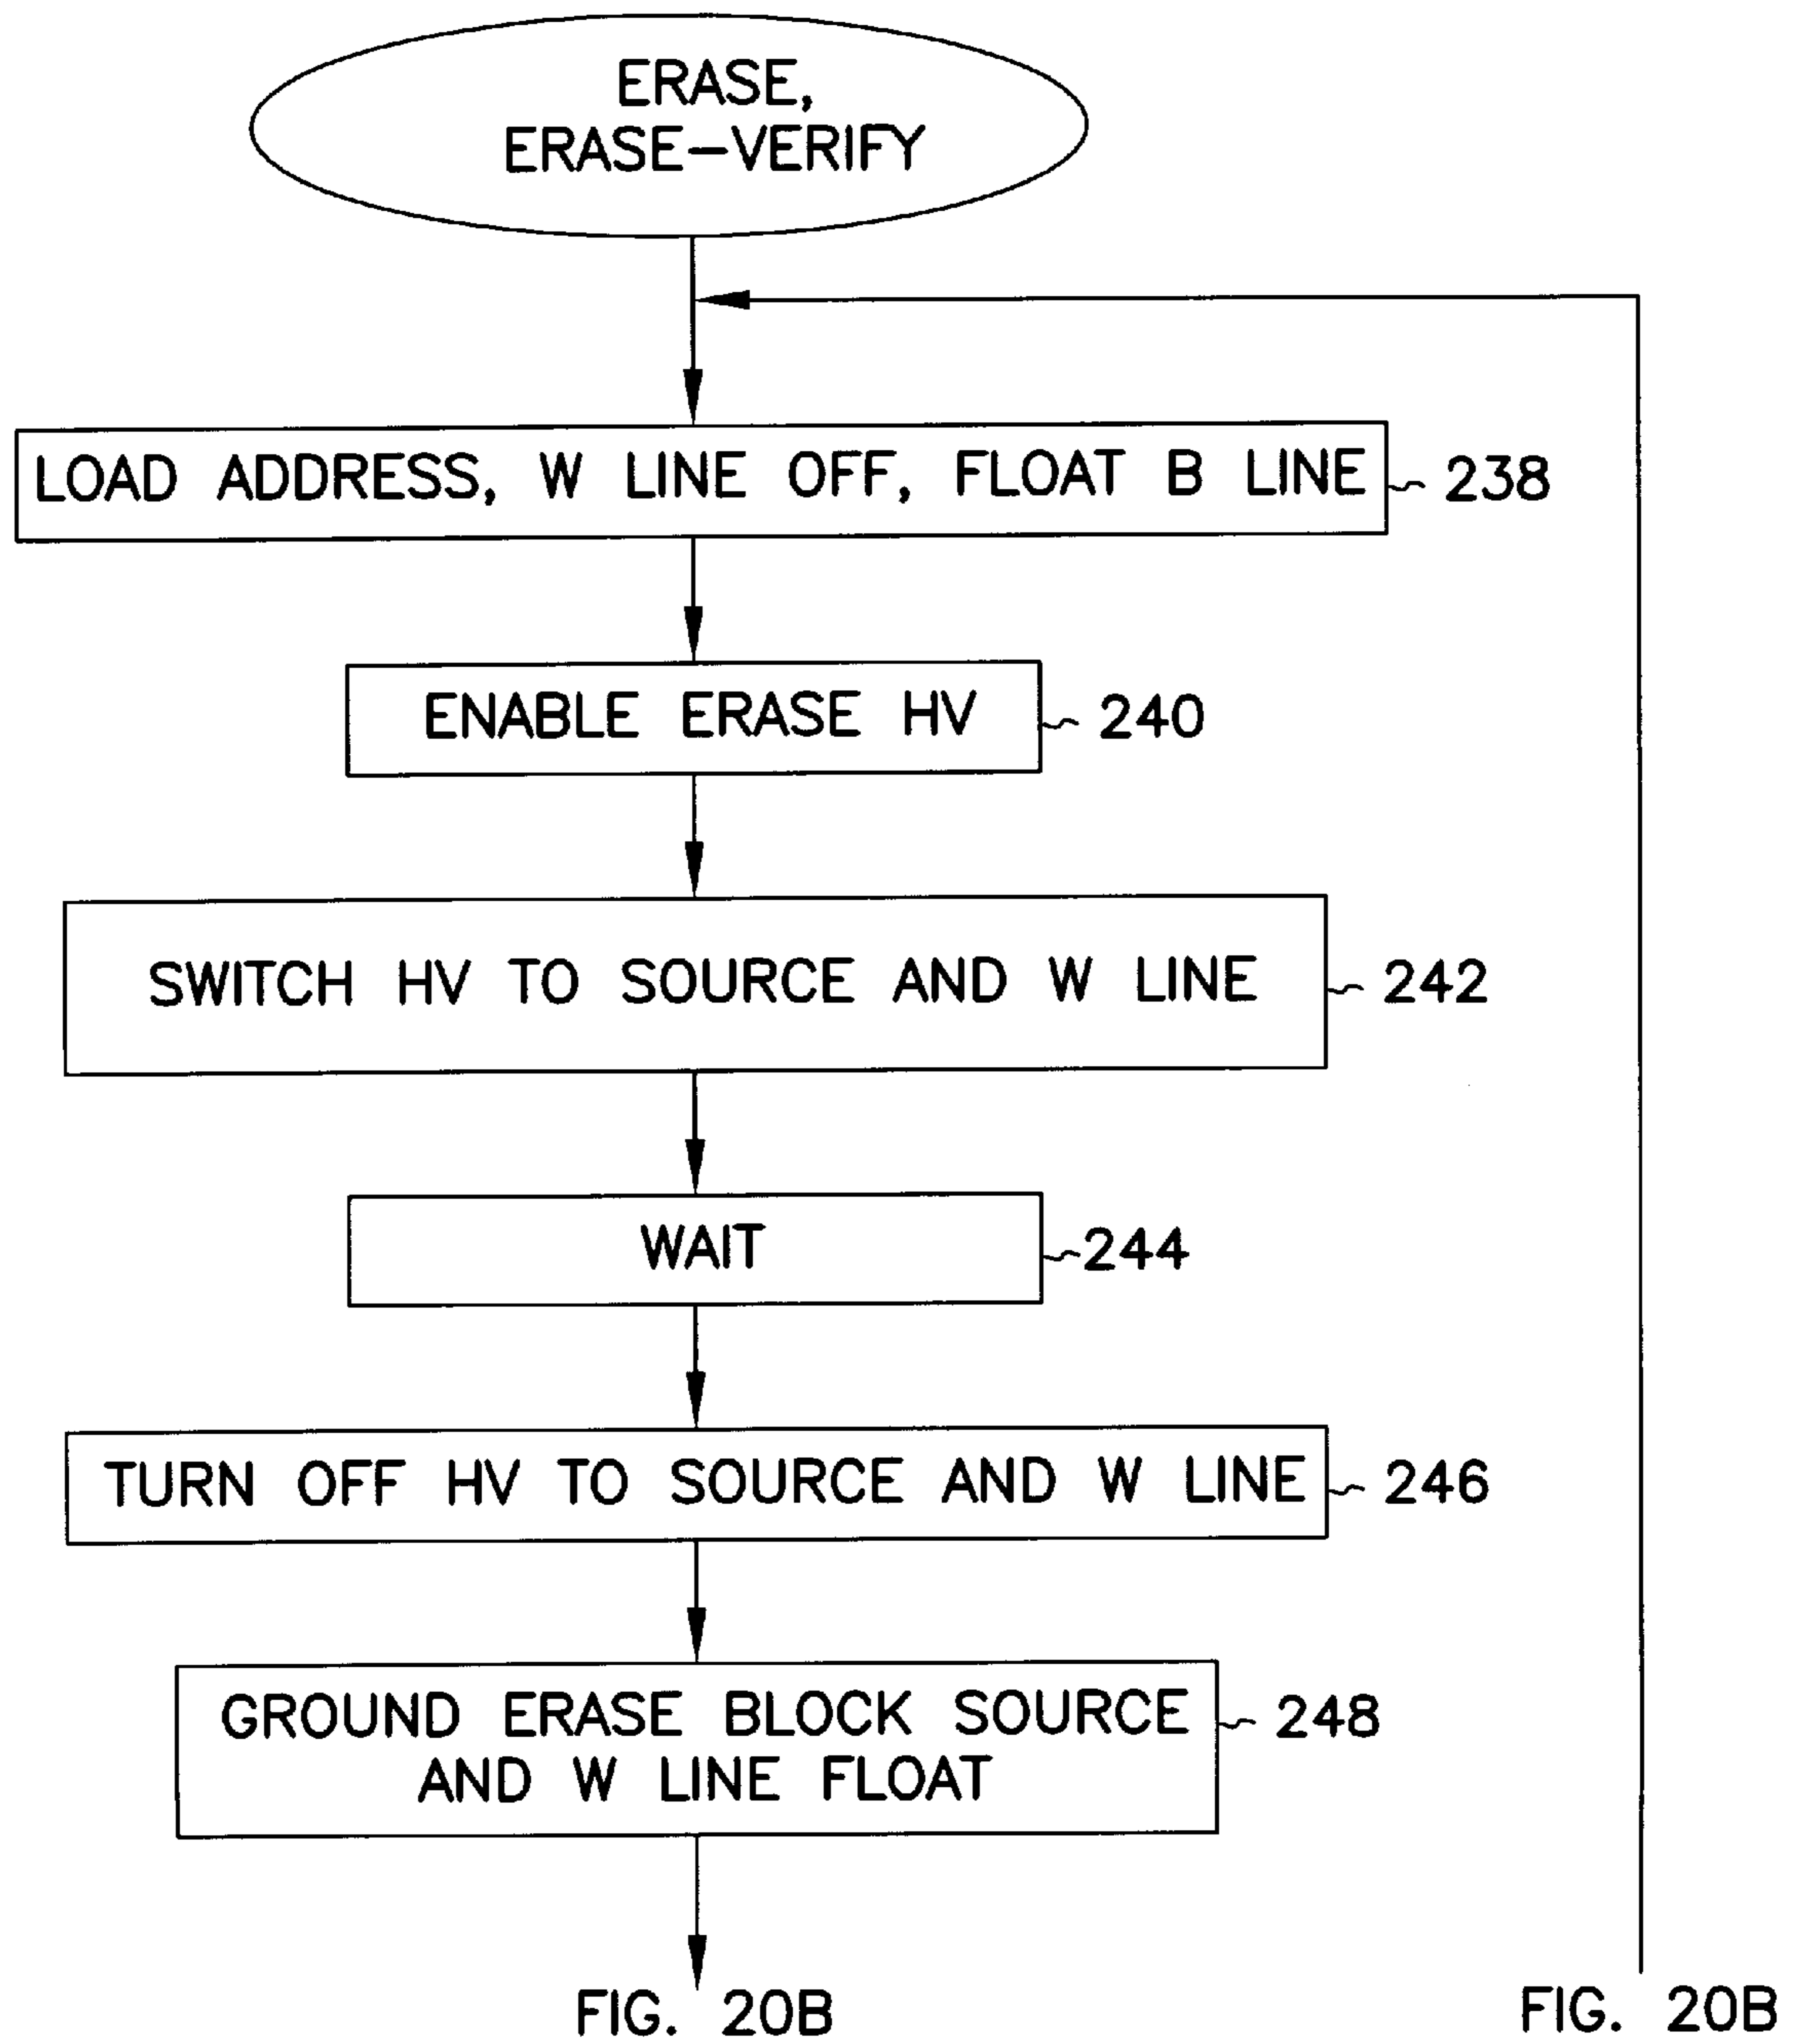 ERASE,
ERASE-VERIFY
LOAD ADDRESS, W LINE OFF, FLOAT B LINE
238
ENABLE ERASE HV
240
SWITCH HV TO SOURCE AND W LINE
242
WAIT
244
TURN OFF HV TO SOURCE AND W LINE
246
GROUND ERASE BLOCK SOURCE
AND W LINE FLOAT
248
FIG. 20B
FIG. 20B